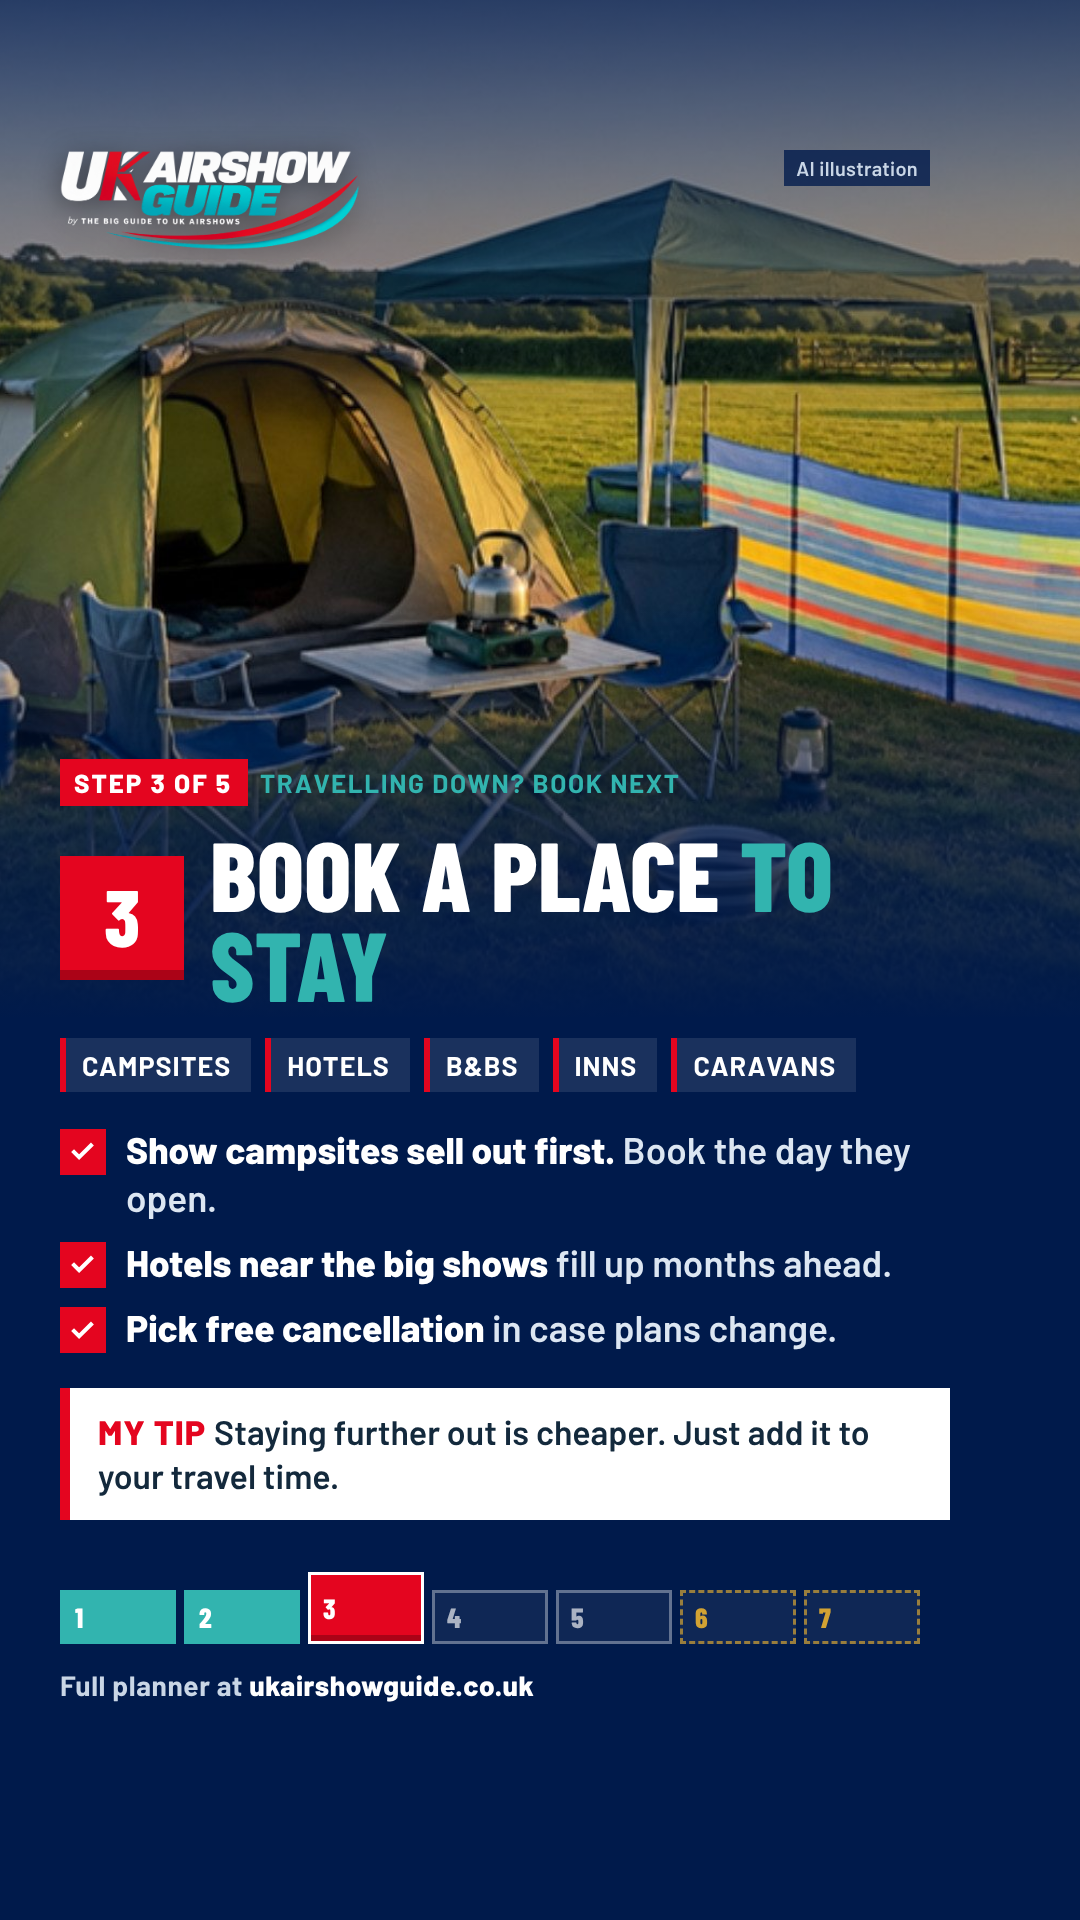 UK AIRSHOW
GUIDE
by THE BIG GUIDE TO UK AIRSHOWS
AI illustration
STEP 3 OF 5 TRAVELLING DOWN? BOOK NEXT
3
BOOK A PLACE TO
STAY
CAMPSITES HOTELS B&BS INNS CARAVANS
Show campsites sell out first. Book the day they
open.
Hotels near the big shows fill up months ahead.
Pick free cancellation in case plans change.
MY TIP Staying further out is cheaper. Just add it to
your travel time.
1 2 3 4 5 6 7
Full planner at ukairshowguide.co.uk